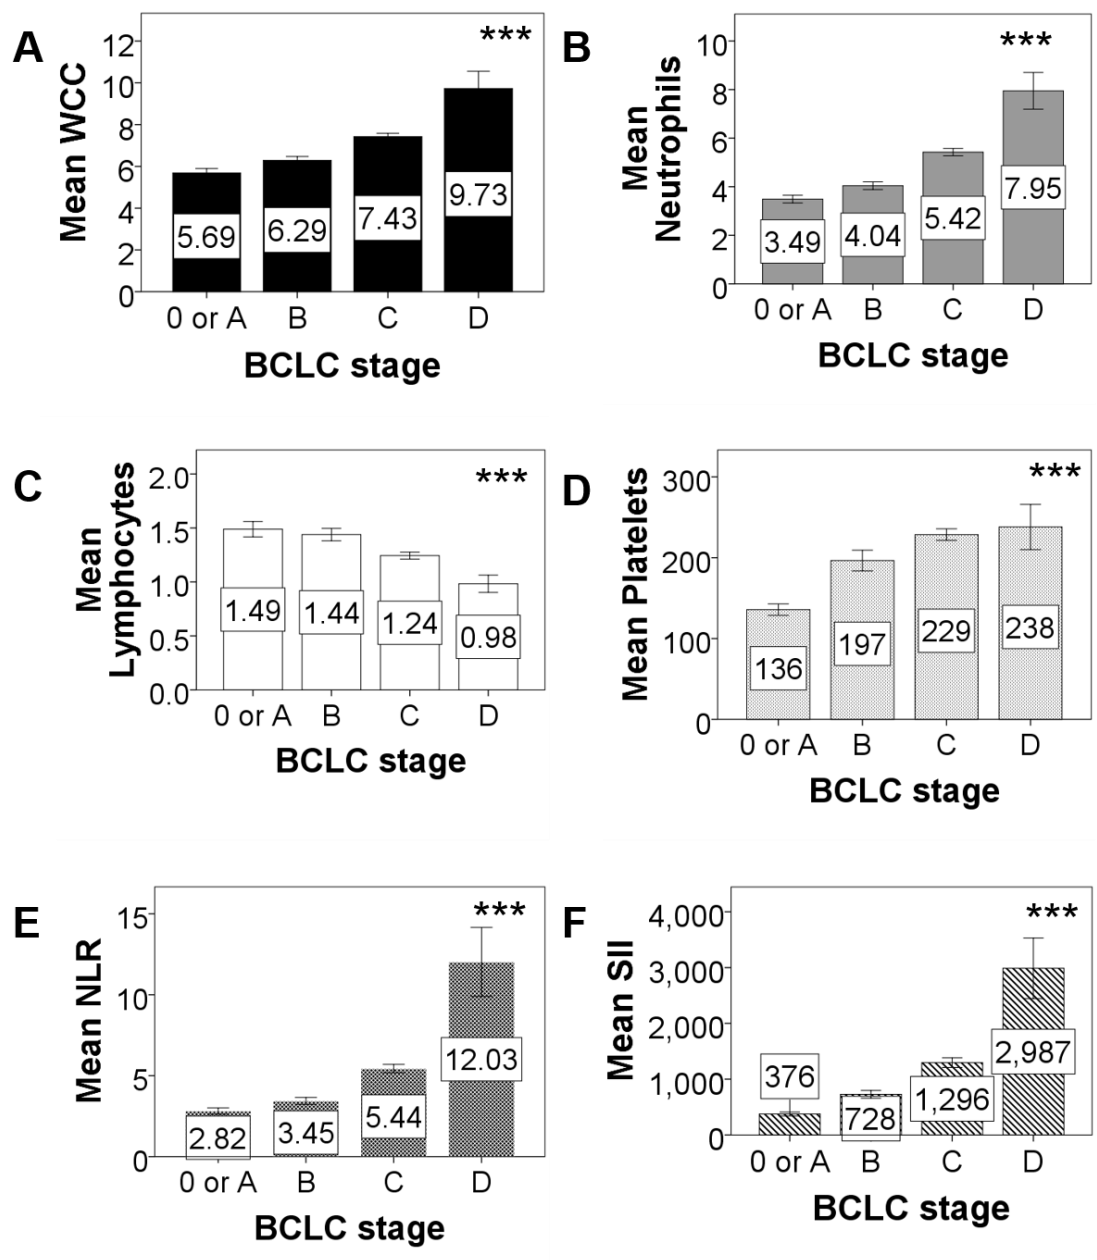 A
Mean WCC
***
12
10
8
6
4
2
0
5.69
6.29
7.43
9.73
0 or A
B
C
D
BCLC stage
B
Mean
Neutrophils
***
10
8
6
4
2
0
3.49
4.04
5.42
7.95
0 or A
B
C
D
BCLC stage
C
Mean
Lymphocytes
***
2.0
1.5
1.0
0.5
0.0
1.49
1.44
1.24
0.98
0 or A
B
C
D
BCLC stage
D
Mean Platelets
***
300
200
100
0
136
197
229
238
0 or A
B
C
D
BCLC stage
E
Mean NLR
***
15
10
5
0
2.82
3.45
5.44
12.03
0 or A
B
C
D
BCLC stage
F
Mean SII
***
4,000
3,000
2,000
1,000
0
376
728
1,296
2,987
0 or A
B
C
D
BCLC stage